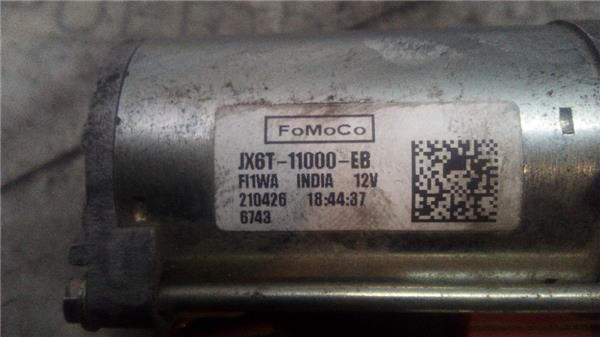 FoMoCo
JX6T-11000-EB
FI1WA INDIA 12V
210426 18:44:37
6743